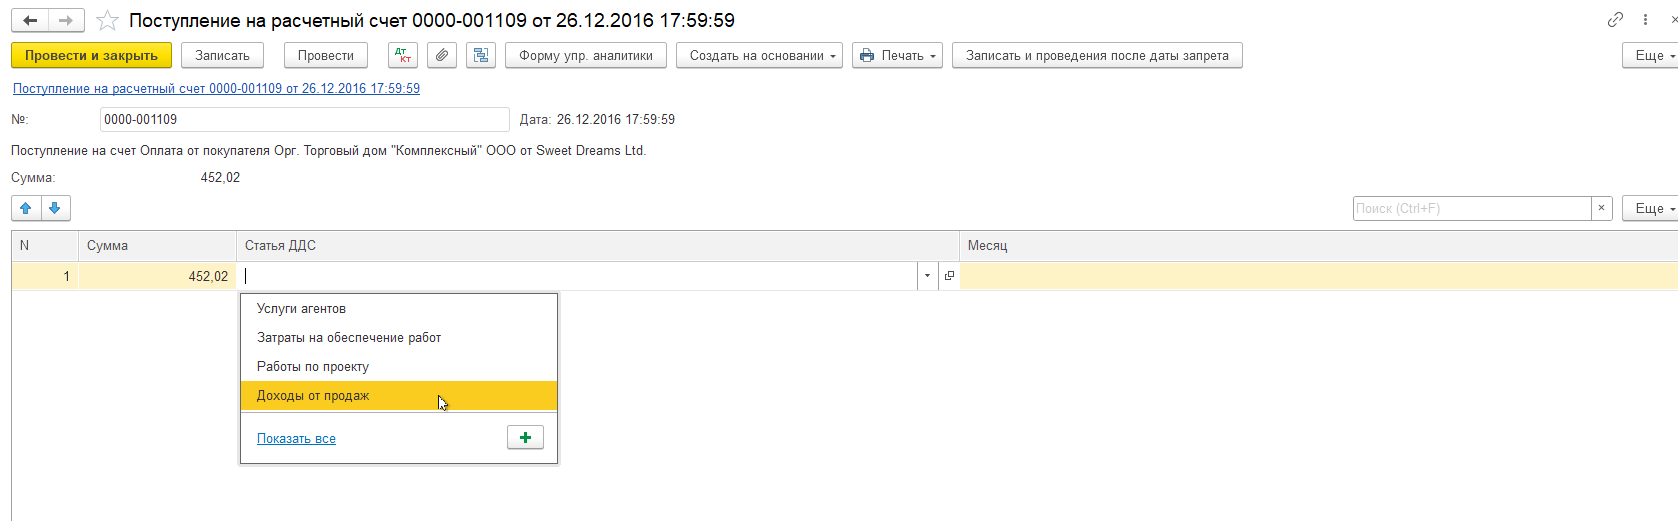 Поступление на расчетный счет 0000-001109 от 26.12.2016 17:59:59
Провести и закрыть Записать Провести Дт Кт Форму упр. аналитики Создать на основании Печать Записать и проведения после даты запрета Еще
Поступление на расчетный счет 0000-001109 от 26.12.2016 17:59:59
№: 0000-001109 Дата: 26.12.2016 17:59:59
Поступление на счет Оплата от покупателя Орг. Торговый дом "Комплексный" ООО от Sweet Dreams Ltd.
Сумма: 452,02
Поиск (Ctrl+F) × Еще
N Сумма Статья ДДС Месяц
1 452,02
Услуги агентов
Затраты на обеспечение работ
Работы по проекту
Доходы от продаж
Показать все